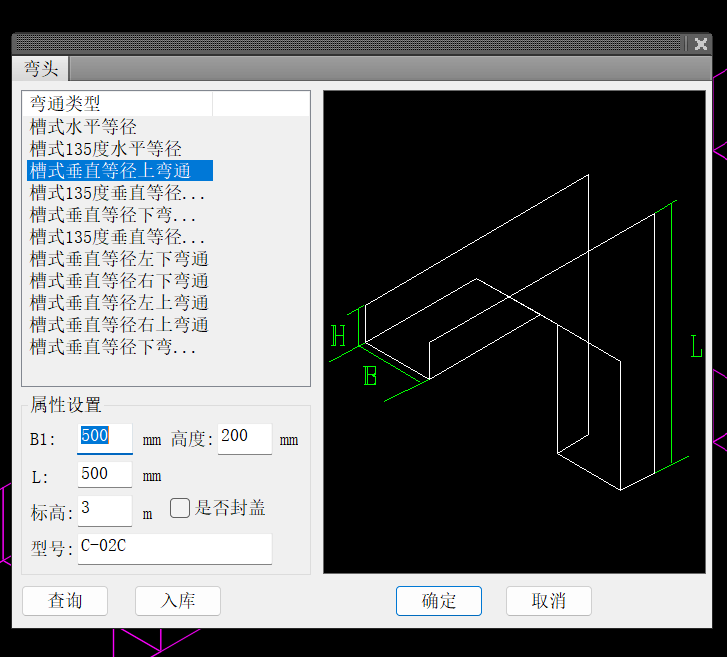 弯头
弯通类型
槽式水平等径
槽式135度水平等径
槽式垂直等径上弯通
槽式135度垂直等径...
槽式垂直等径下弯...
槽式135度垂直等径...
槽式垂直等径左下弯通
槽式垂直等径右下弯通
槽式垂直等径左上弯通
槽式垂直等径右上弯通
槽式垂直等径下弯...
H
B
L
属性设置
B1: 500 mm 高度: 200 mm
L: 500 mm
标高: 3 m 是否封盖
型号: C-02C
查询 入库 确定 取消